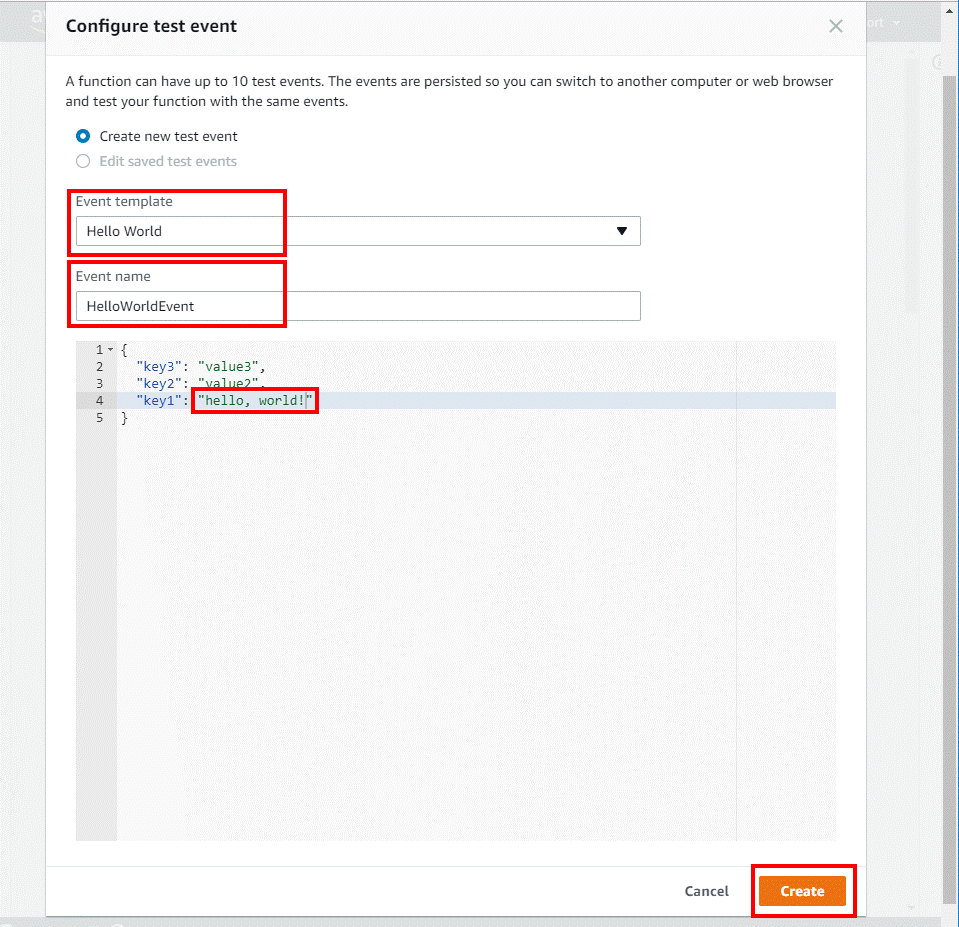 Configure test event
A function can have up to 10 test events. The events are persisted so you can switch to another computer or web browser
and test your function with the same events.
Create new test event
Edit saved test events
Event template
Hello World
Event name
HelloWorldEvent
1 {
2 "key3": "value3",
3 "key2": "value2",
4 "key1": "hello, world!"
5 }
Cancel
Create